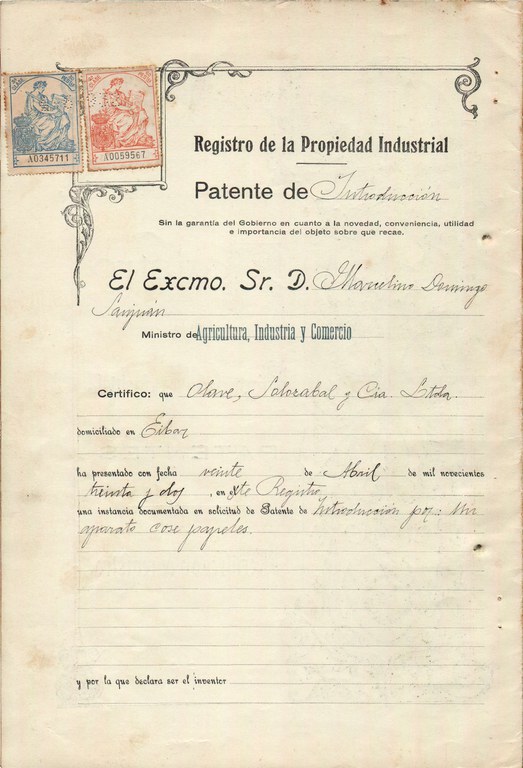 A0345711
A0059567
Registro de la Propiedad Industrial
Patente de Introducción
Sin la garantía del Gobierno en cuanto a la novedad, conveniencia, utilidad
e importancia del objeto sobre que recae.
El Excmo. Sr. D. Marcelino Domingo
Sanjuán
Ministro de Agricultura, Industria y Comercio
Certifico: que Olave, Solozabal y Cia. Ltda.
domiciliado en Eibar
ha presentado con fecha veinte de Abril de mil novecientos
treinta y dos, en este Registro
una instancia documentada en solicitud de Patente de Introducción por: Un
aparato cose papeles.
y por la que declara ser el inventor